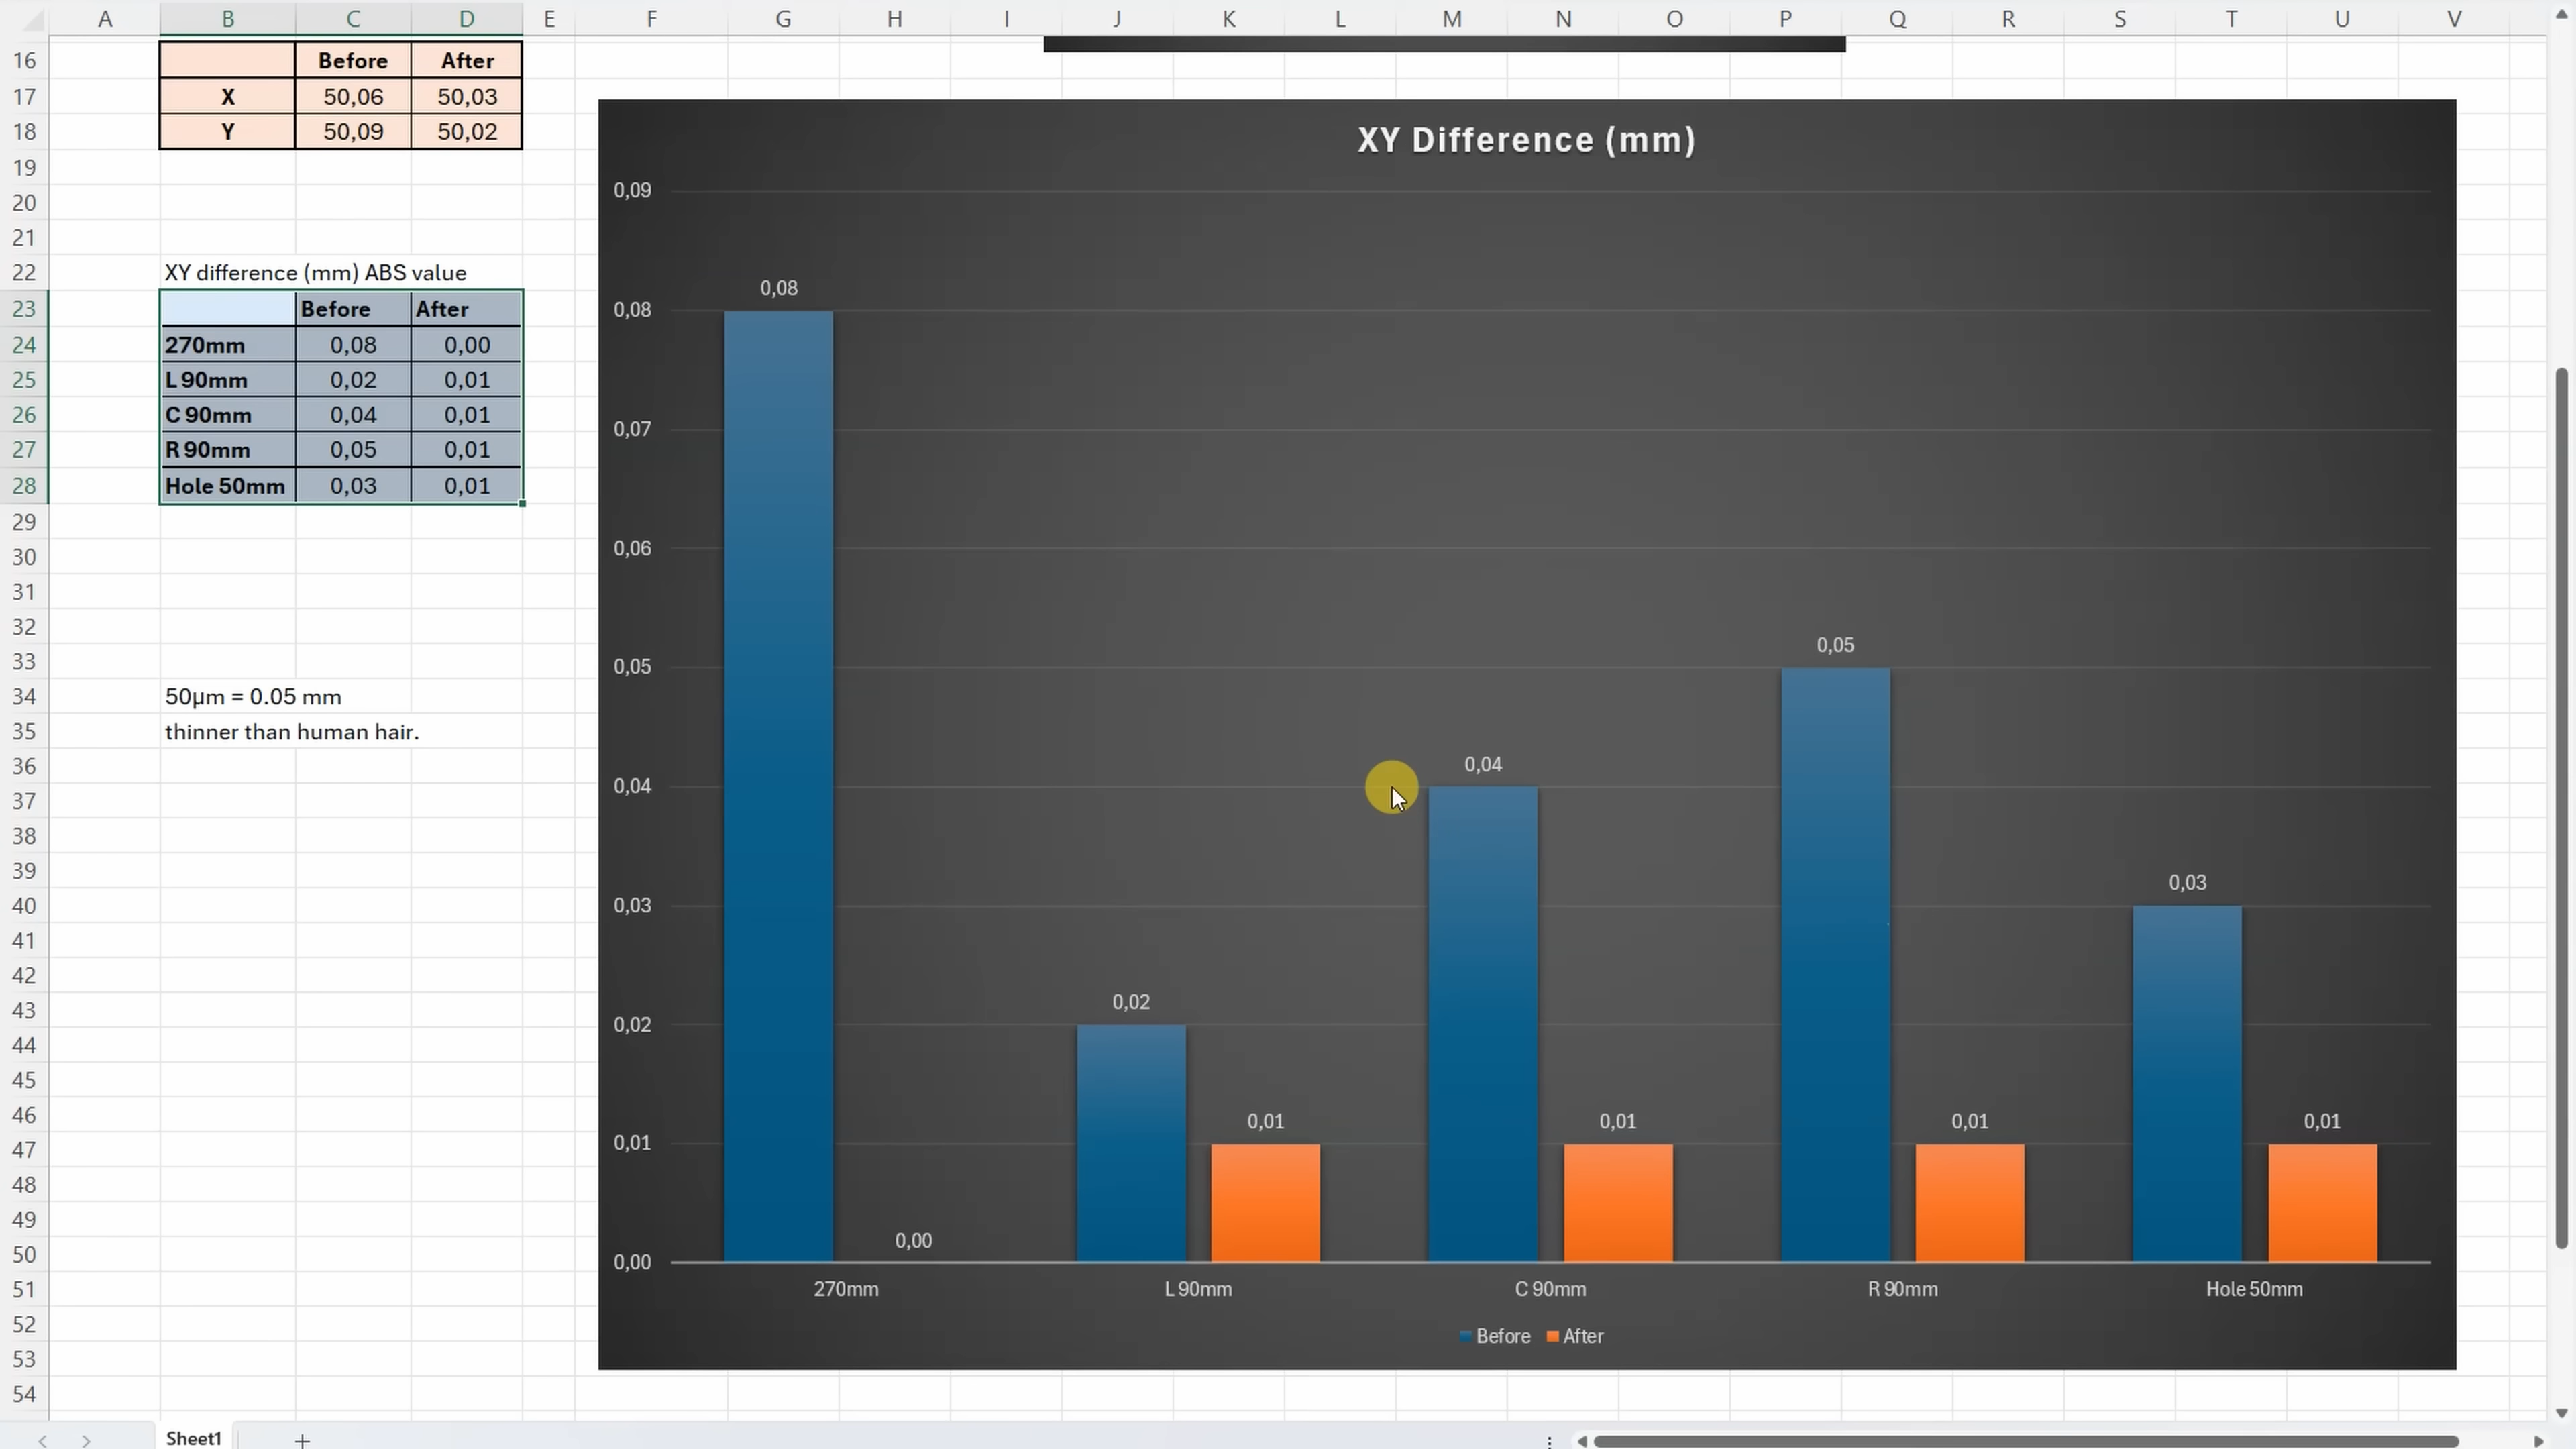 A B C D E F G H I J K L M N O P Q R S T U V
16 Before After
17 X 50,06 50,03
18 Y 50,09 50,02
19
20
21
22 XY difference (mm) ABS value
23 Before After
24 270mm 0,08 0,00
25 L 90mm 0,02 0,01
26 C 90mm 0,04 0,01
27 R 90mm 0,05 0,01
28 Hole 50mm 0,03 0,01
29
30
31
32
33
34 50µm = 0.05 mm
35 thinner than human hair.
36
37
38
39
40
41
42
43
44
45
46
47
48
49
50
51
52
53
54
XY Difference (mm)
0,09
0,08
0,07
0,06
0,05
0,04
0,03
0,02
0,01
0,00
0,08
0,00
0,02
0,01
0,04
0,01
0,05
0,01
0,03
0,01
270mm L 90mm C 90mm R 90mm Hole 50mm
Before After
Sheet1